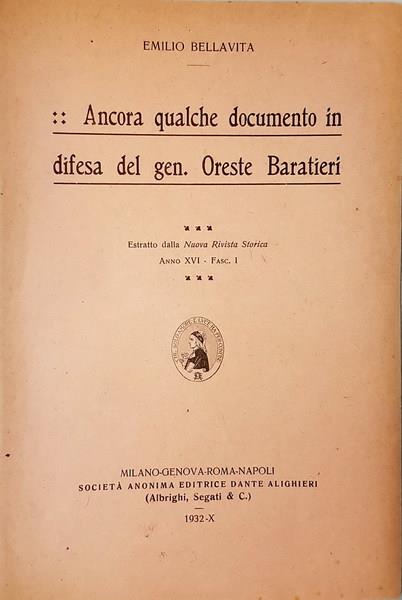 EMILIO BELLAVITA
:: Ancora qualche documento in
difesa del gen. Oreste Baratieri
Estratto dalla Nuova Rivista Storica
ANNO XVI - FASC. I
MILANO-GENOVA-ROMA-NAPOLI
SOCIETÀ ANONIMA EDITRICE DANTE ALIGHIERI
(Albrighi, Segati & C.)
1932-X